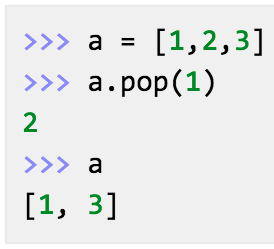 >>> a = [1,2,3]
>>> a.pop(1)
2
>>> a
[1, 3]